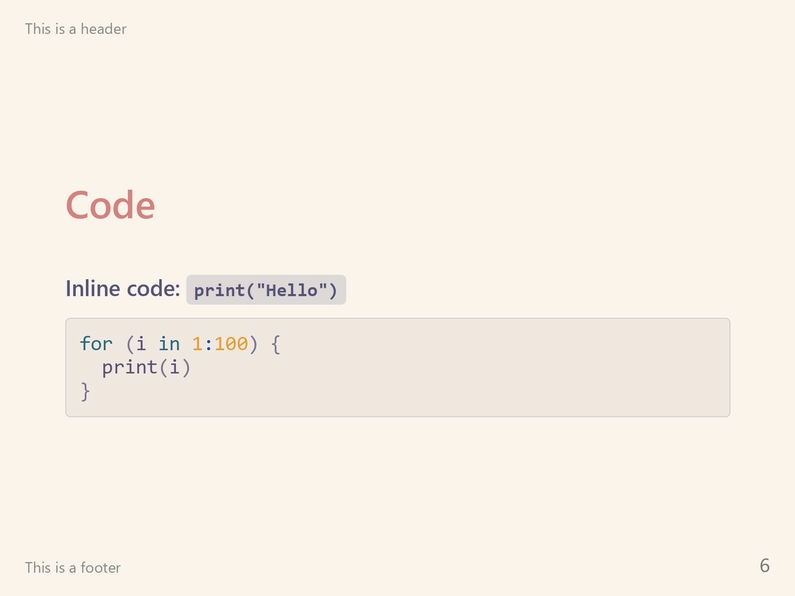 This is a header
Code
Inline code: print("Hello")
for (i in 1:100) {
  print(i)
}
This is a footer
6